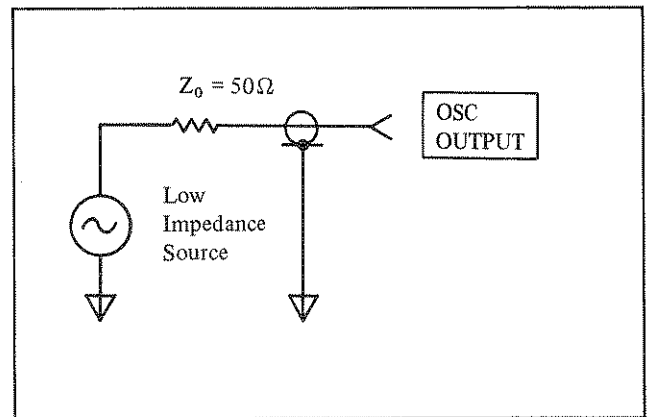 Z₀ = 50Ω
OSC
OUTPUT
Low
Impedance
Source